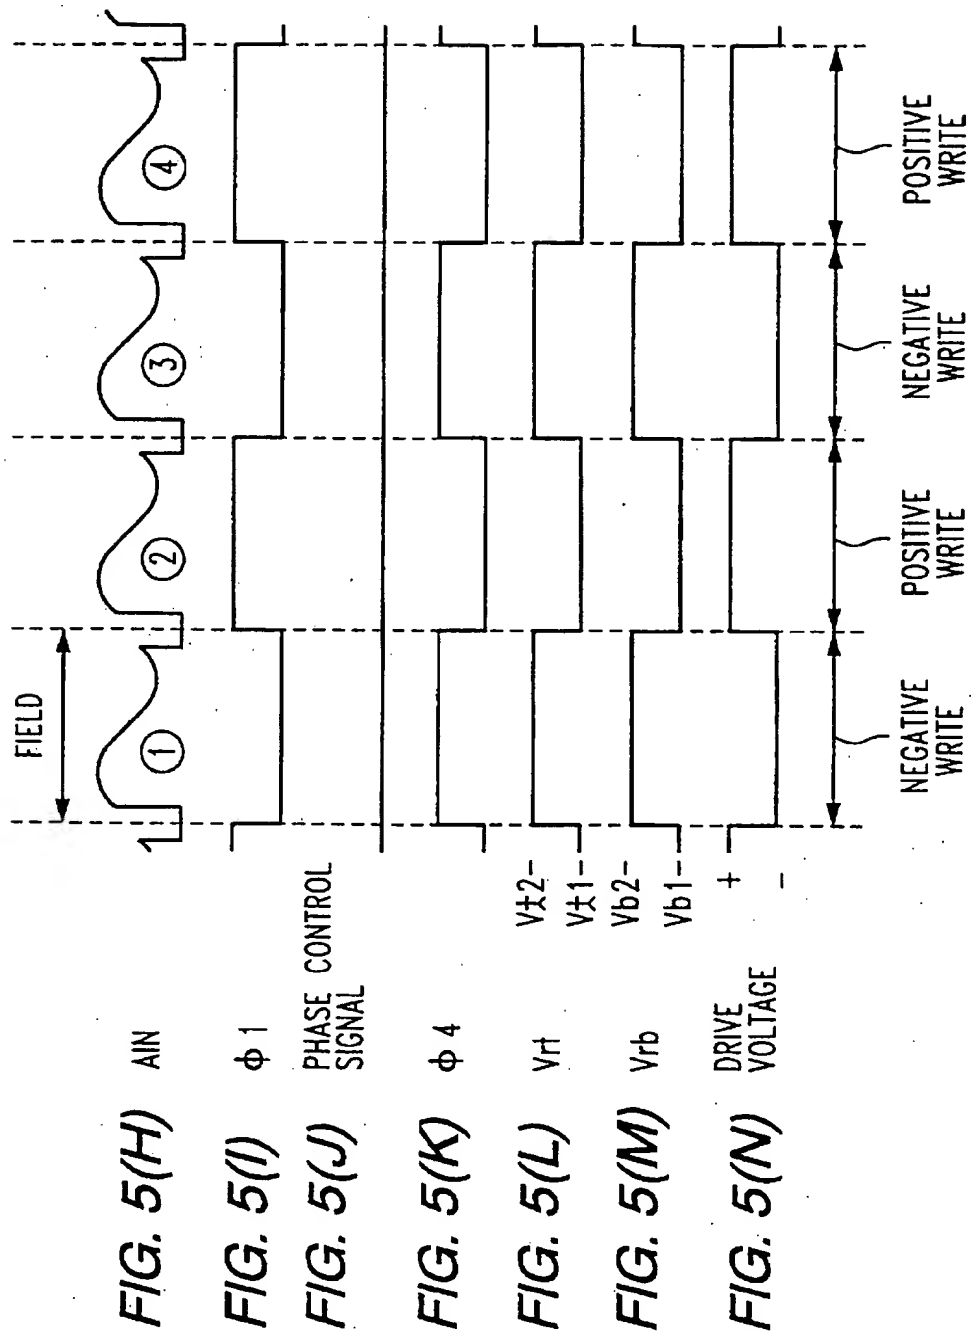 FIELD
FIG. 5(H) AIN
1 2 3 4
FIG. 5(I) ϕ1
FIG. 5(J) PHASE CONTROL
SIGNAL
FIG. 5(K) ϕ4
FIG. 5(L) Vrt
Vt2-
Vt1-
FIG. 5(M) Vrb
Vb2-
Vb1-
FIG. 5(N) DRIVE
VOLTAGE
+
-
NEGATIVE
WRITE
POSITIVE
WRITE
NEGATIVE
WRITE
POSITIVE
WRITE